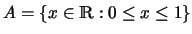 A = {x ∈ ℝ : 0 ≤ x ≤ 1}